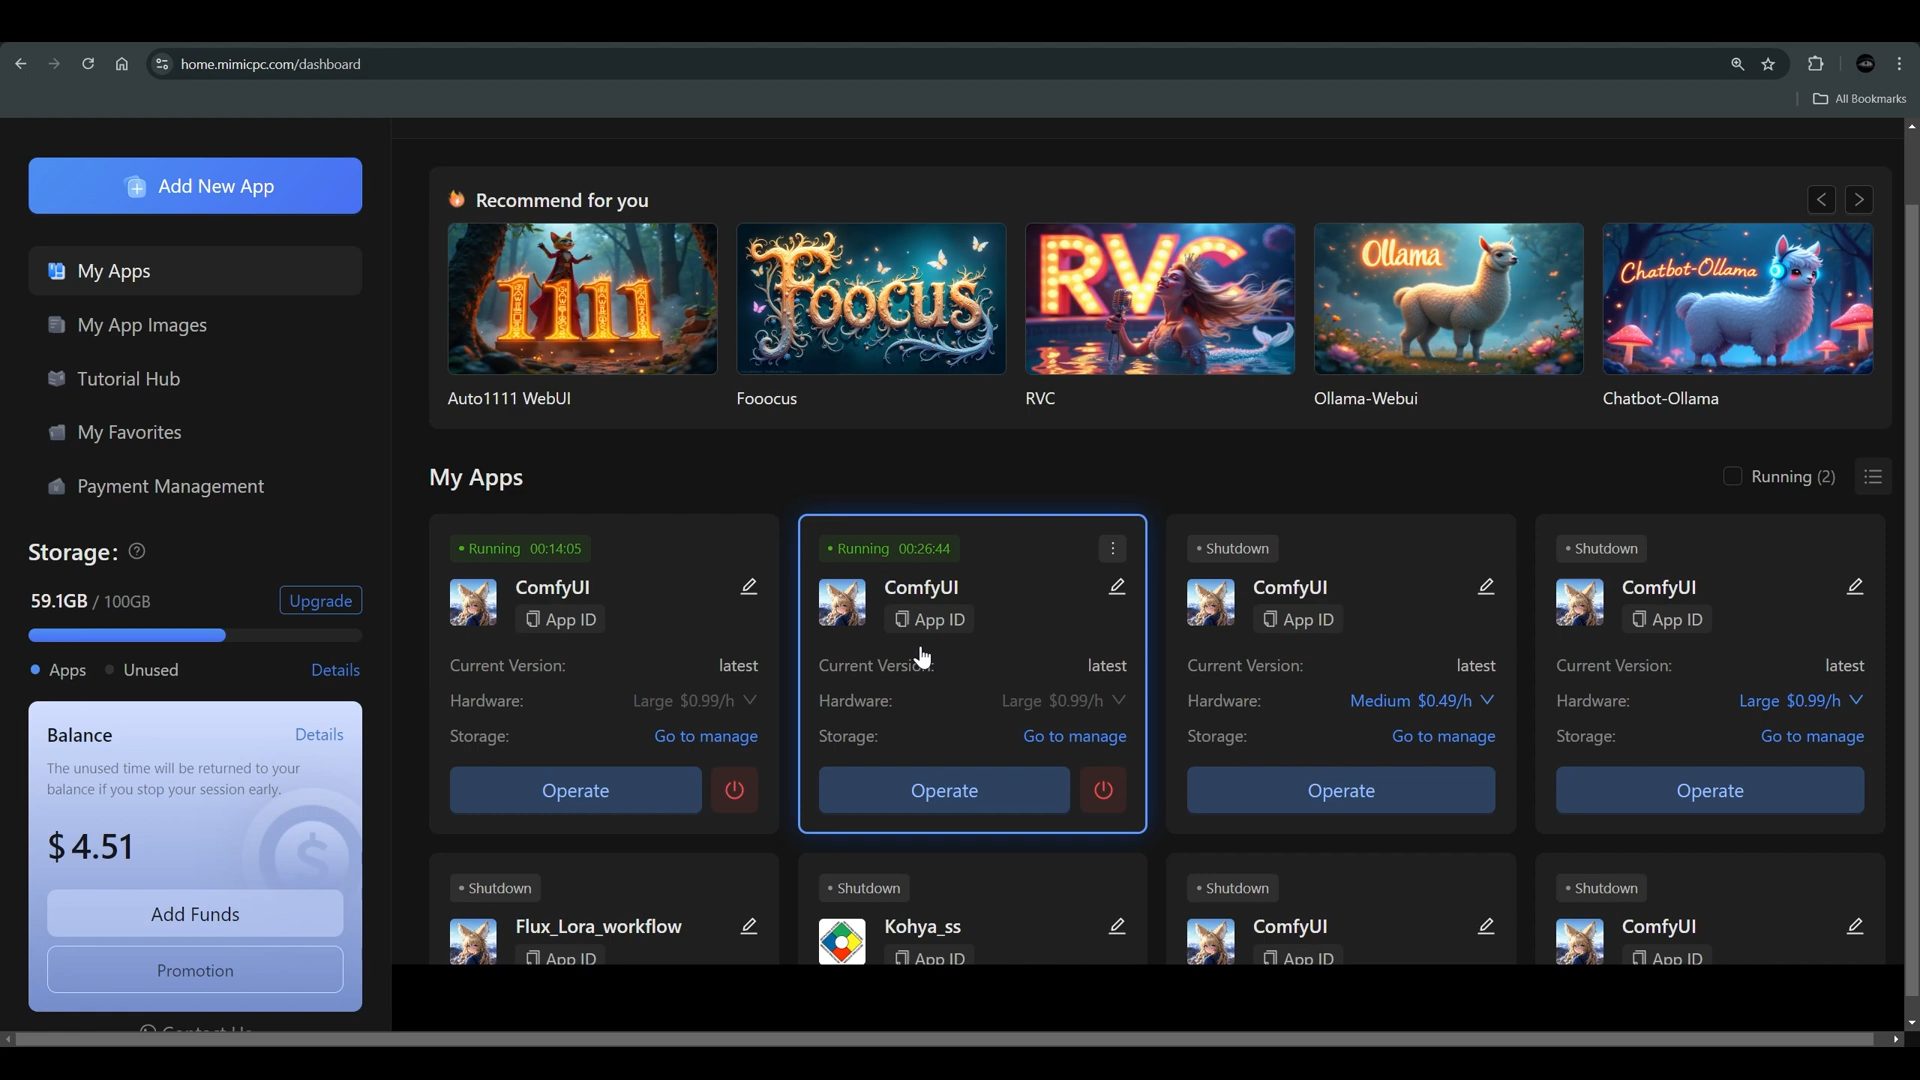 home.mimicpc.com/dashboard
All Bookmarks
Add New App
My Apps
My App Images
Tutorial Hub
My Favorites
Payment Management
Storage:
59.1GB / 100GB
Upgrade
Apps Unused Details
Balance Details
The unused time will be returned to your
balance if you stop your session early.
$ 4.51
Add Funds
Promotion
Recommend for you
1111
Foocus
RVC
Ollama
Chatbot-Ollama
Auto1111 WebUI
Fooocus
RVC
Ollama-Webui
Chatbot-Ollama
My Apps
Running (2)
Running 00:14:05
ComfyUI
App ID
Current Version: latest
Hardware: Large $0.99/h
Storage: Go to manage
Operate
Running 00:26:44
ComfyUI
App ID
Current Version: latest
Hardware: Large $0.99/h
Storage: Go to manage
Operate
Shutdown
ComfyUI
App ID
Current Version: latest
Hardware: Medium $0.49/h
Storage: Go to manage
Operate
Shutdown
ComfyUI
App ID
Current Version: latest
Hardware: Large $0.99/h
Storage: Go to manage
Operate
Shutdown
Flux_Lora_workflow
App ID
Shutdown
Kohya_ss
App ID
Shutdown
ComfyUI
App ID
Shutdown
ComfyUI
App ID